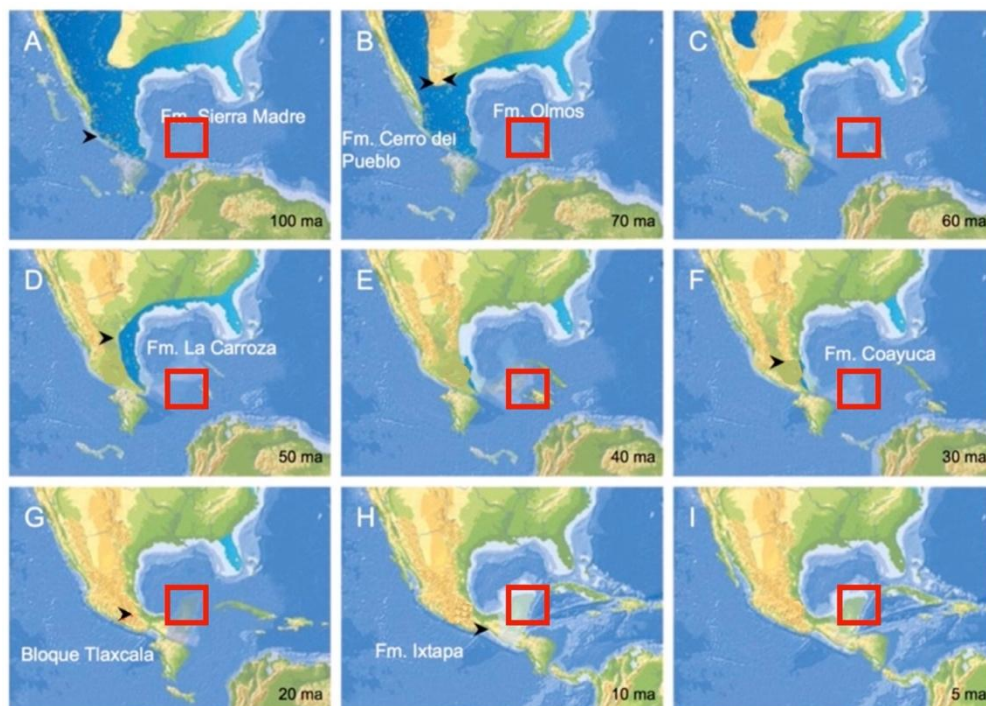 A
Fm. Sierra Madre
100 ma
B
Fm. Olmos
Fm. Cerro del
Pueblo
70 ma
C
60 ma
D
Fm. La Carroza
50 ma
E
40 ma
F
Fm. Coayuca
30 ma
G
Bloque Tlaxcala
20 ma
H
Fm. Ixtapa
10 ma
I
5 ma